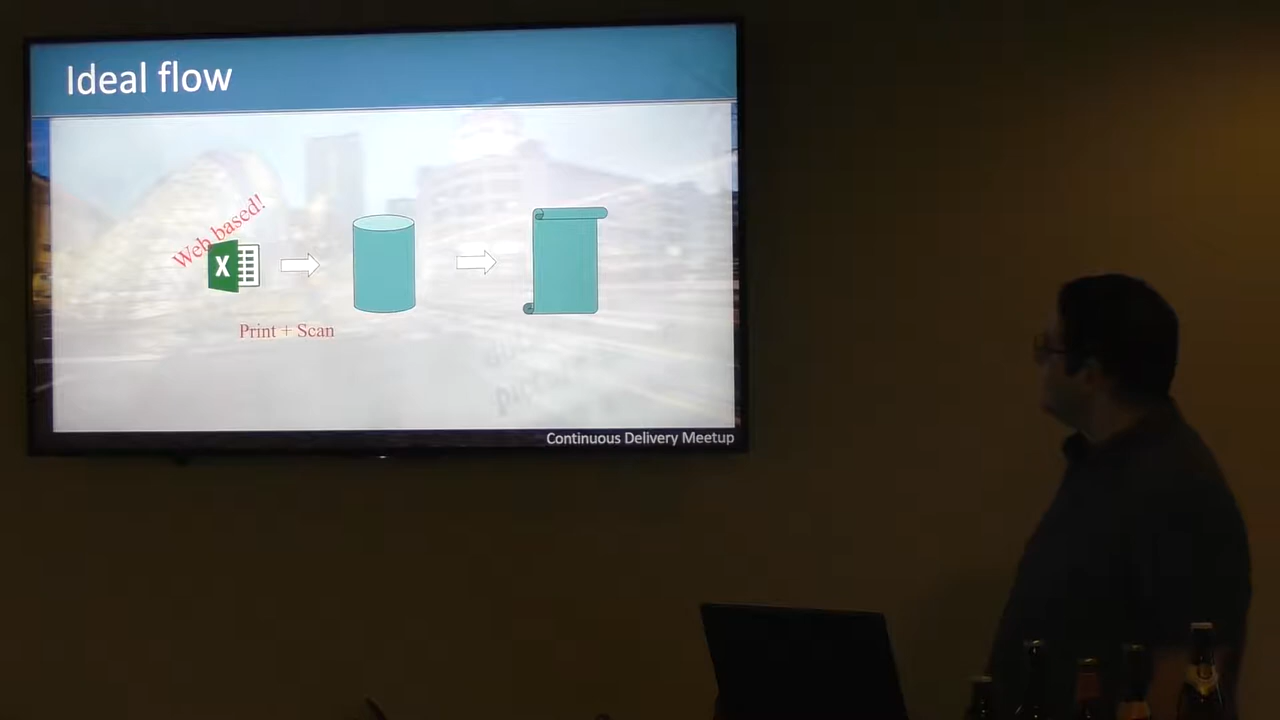 Ideal flow
Web based!
X
Print + Scan
Continuous Delivery Meetup